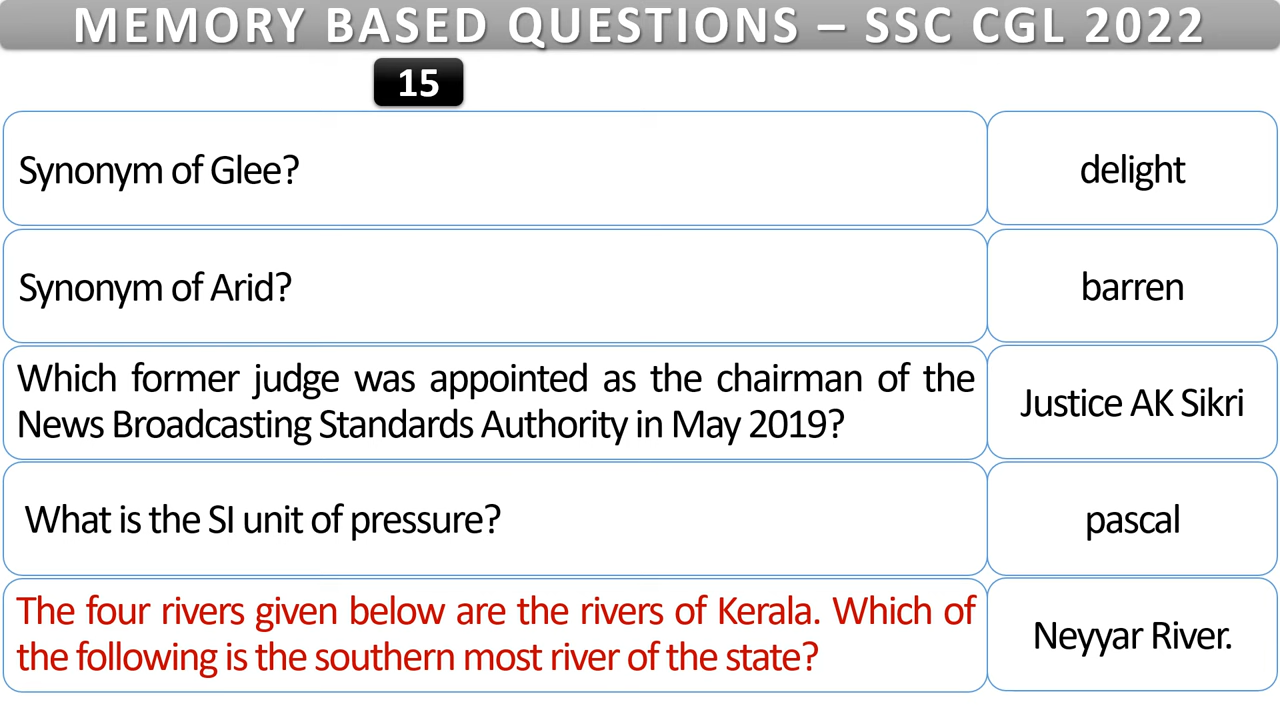 MEMORY BASED QUESTIONS – SSC CGL 2022
15
Synonym of Glee?
delight
Synonym of Arid?
barren
Which former judge was appointed as the chairman of the
News Broadcasting Standards Authority in May 2019?
Justice AK Sikri
What is the SI unit of pressure?
pascal
The four rivers given below are the rivers of Kerala. Which of
the following is the southern most river of the state?
Neyyar River.